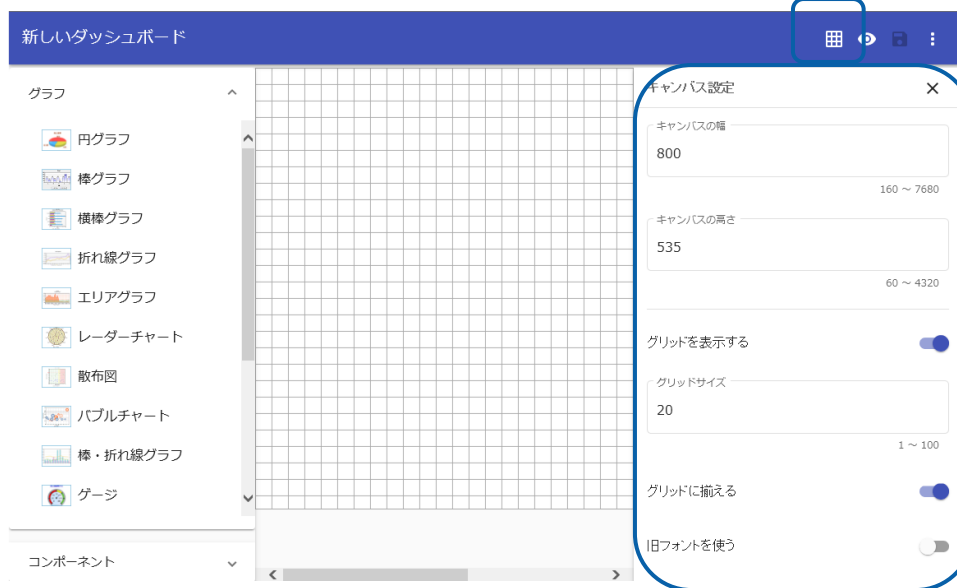 新しいダッシュボード
グラフ
円グラフ
棒グラフ
横棒グラフ
折れ線グラフ
エリアグラフ
レーダーチャート
散布図
バブルチャート
棒・折れ線グラフ
ゲージ
コンポーネント
キャンバス設定
キャンバスの幅
800
160 ～ 7680
キャンバスの高さ
535
60 ～ 4320
グリッドを表示する
グリッドサイズ
20
1 ～ 100
グリッドに揃える
旧フォントを使う